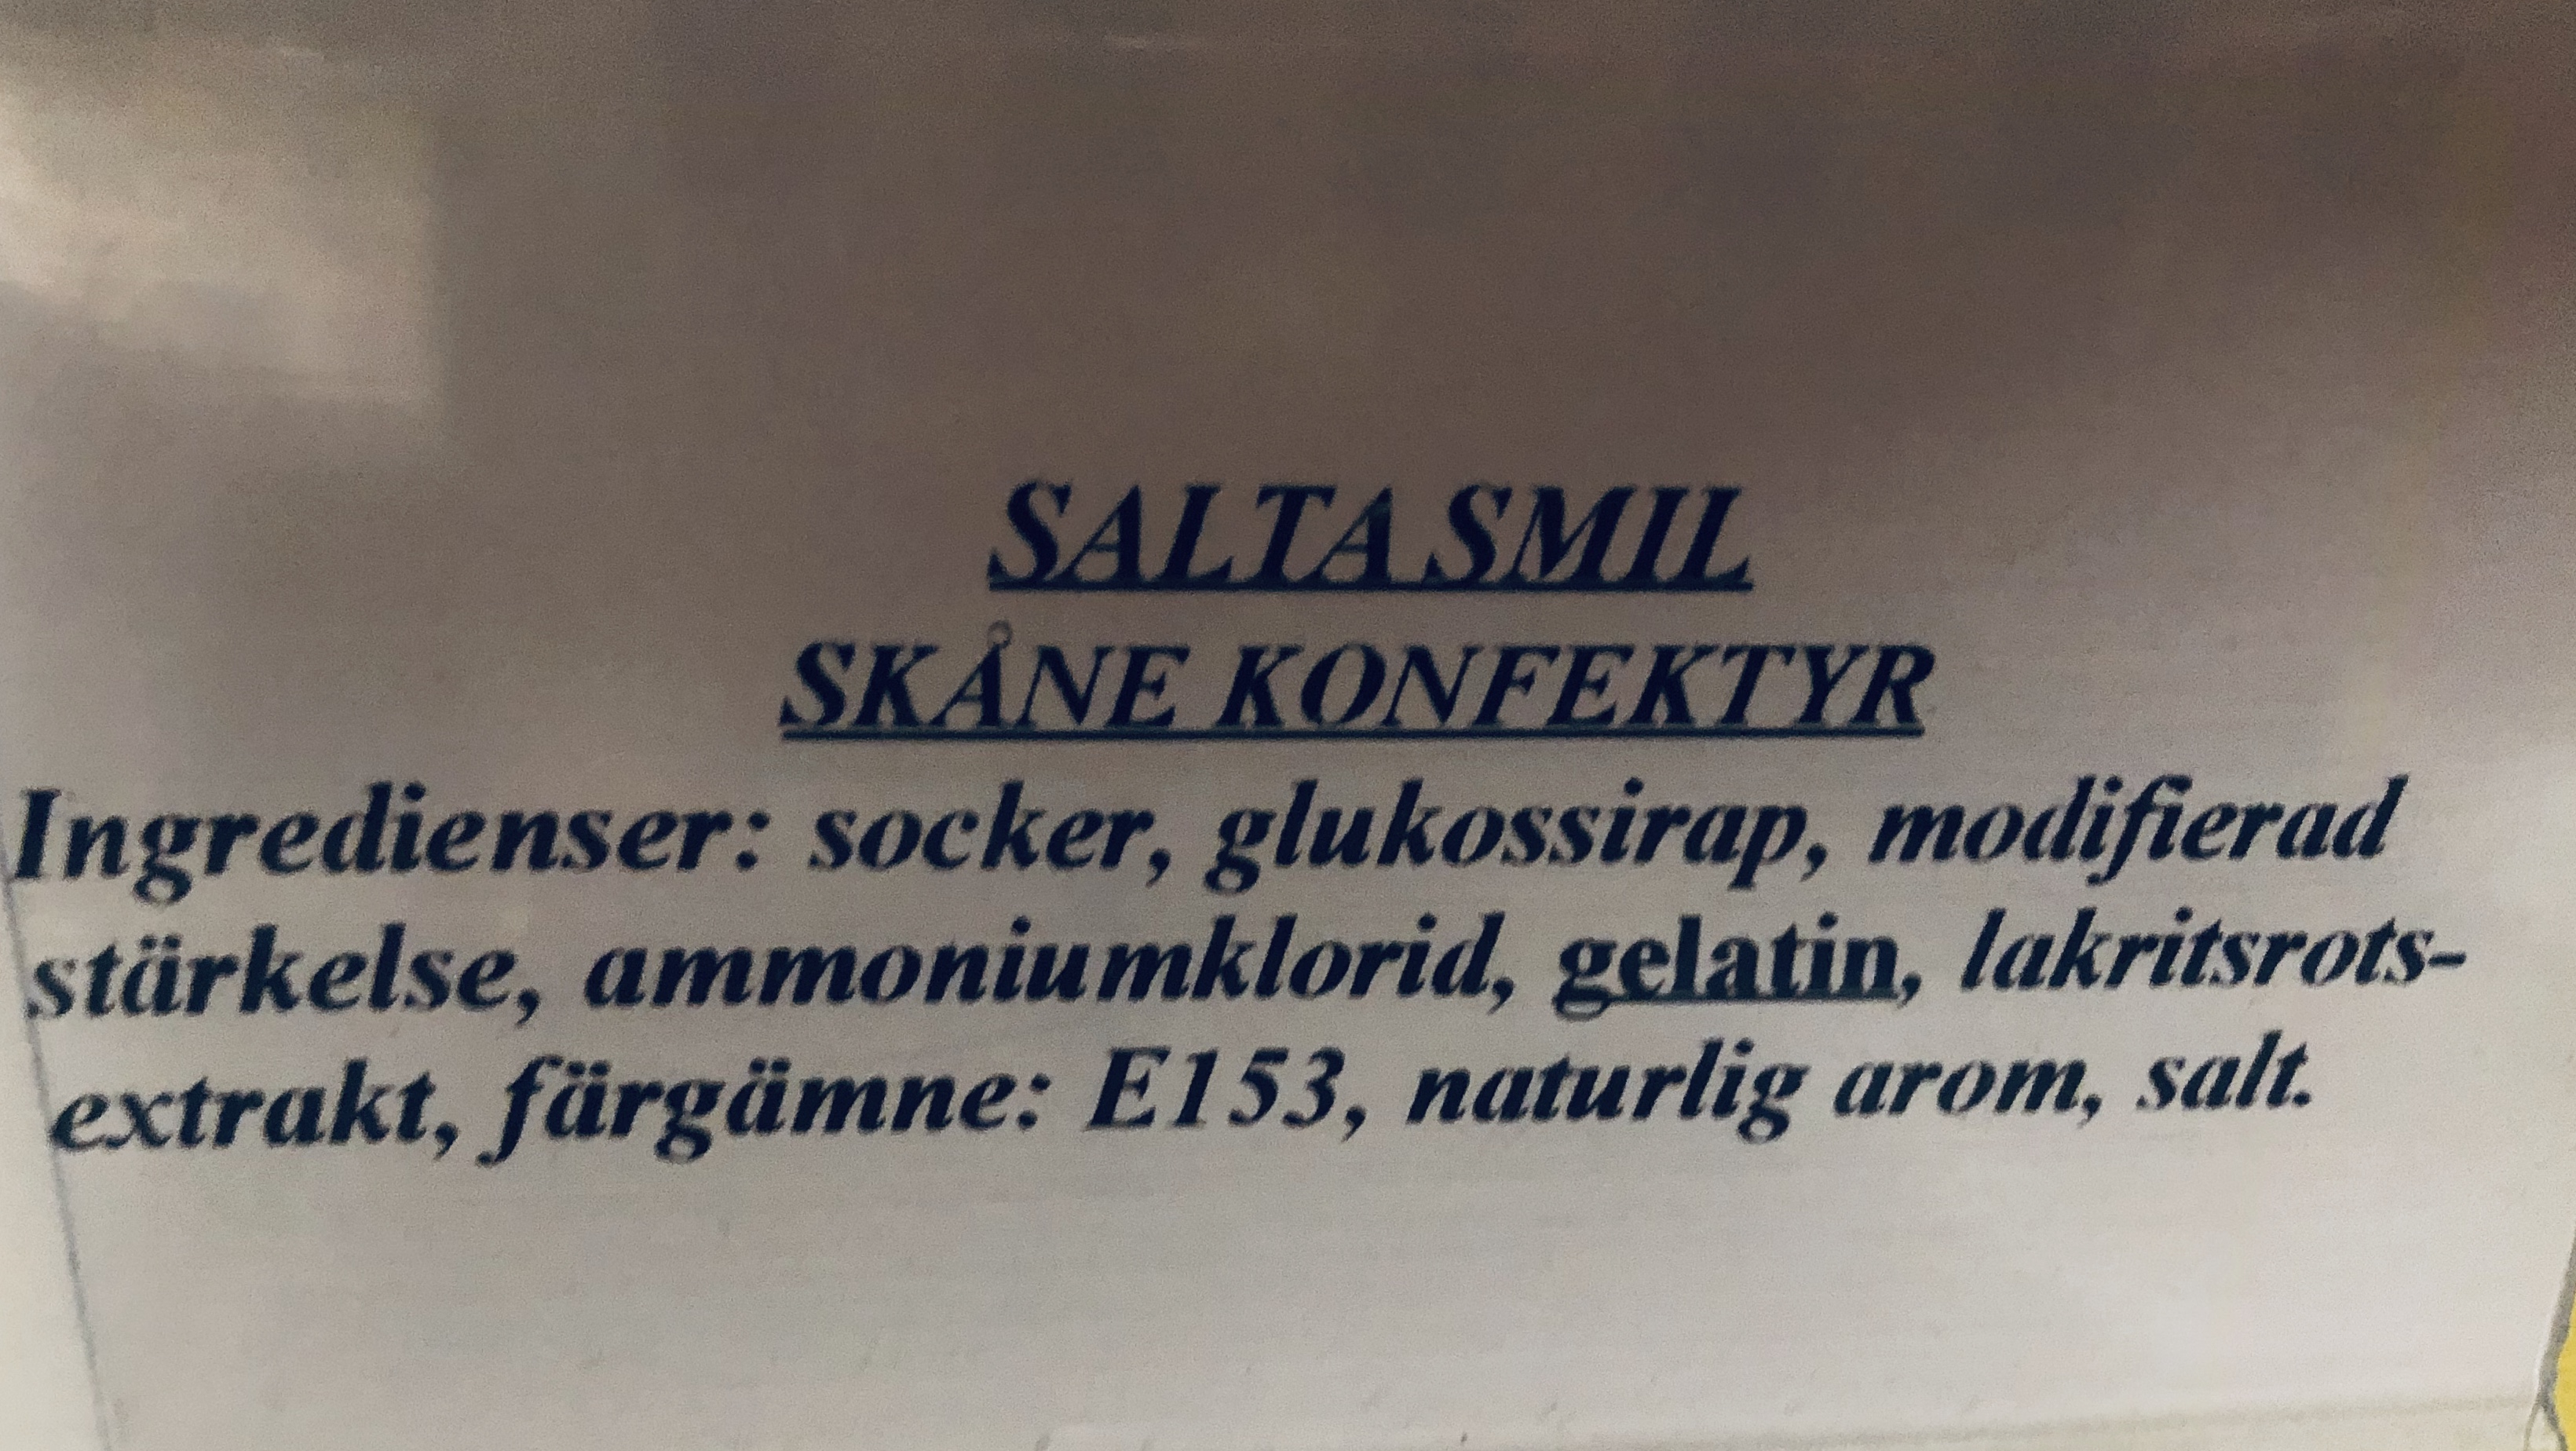 SALTA SMIL
SKÅNE KONFEKTYR
Ingredienser: socker, glukossirap, modifierad
stärkelse, ammoniumklorid, gelatin, lakritsrots-
extrakt, färgämne: E153, naturlig arom, salt.